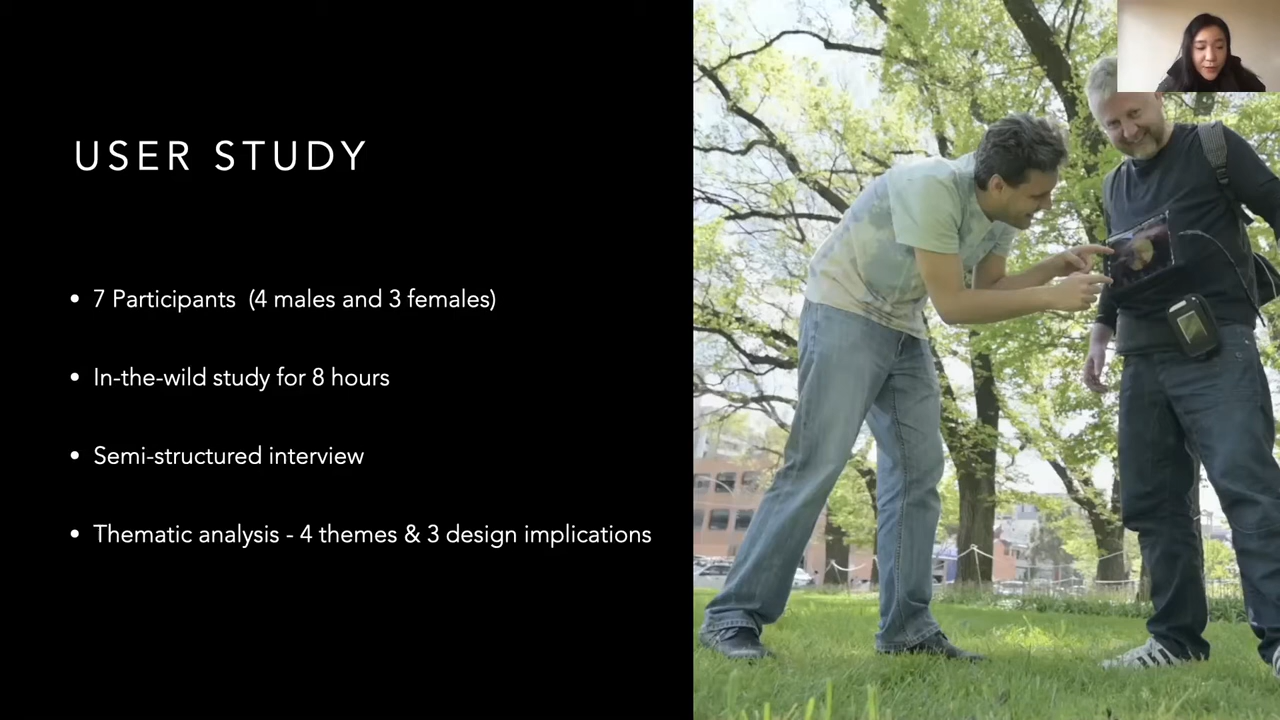 USER STUDY
• 7 Participants (4 males and 3 females)
• In-the-wild study for 8 hours
• Semi-structured interview
• Thematic analysis - 4 themes & 3 design implications